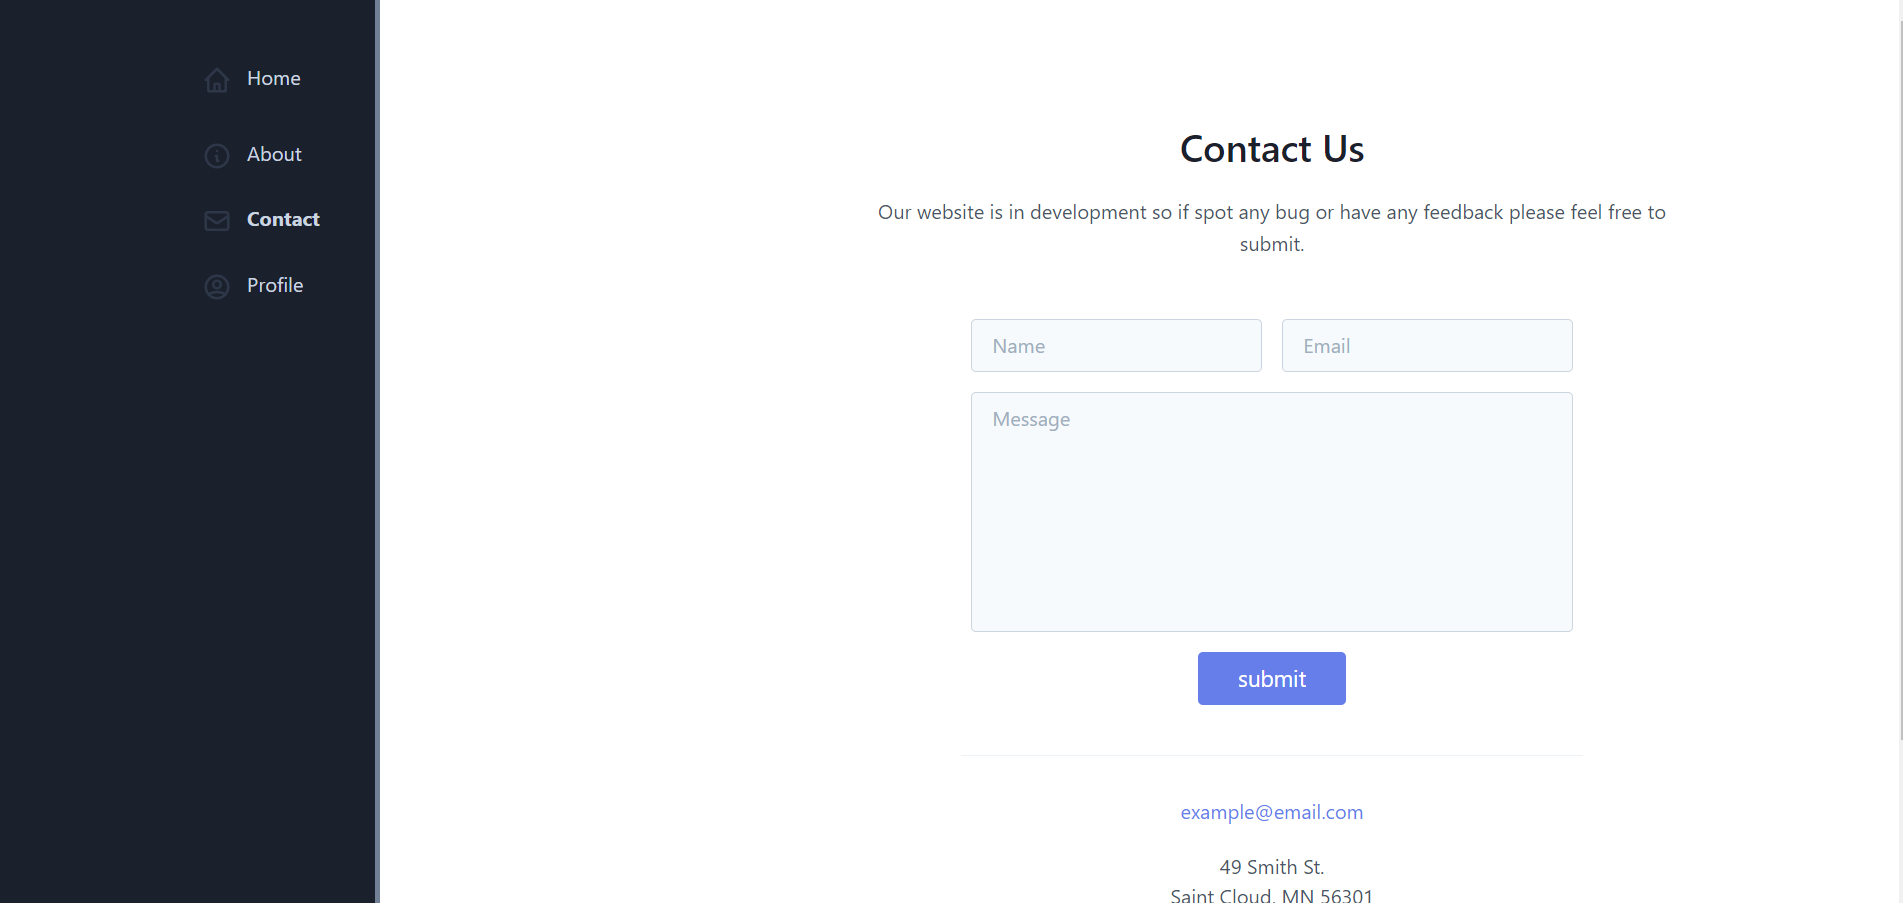 Home
About
Contact
Profile
Contact Us
Our website is in development so if spot any bug or have any feedback please feel free to
submit.
Name
Email
Message
submit
example@email.com
49 Smith St.
Saint Cloud, MN 56301